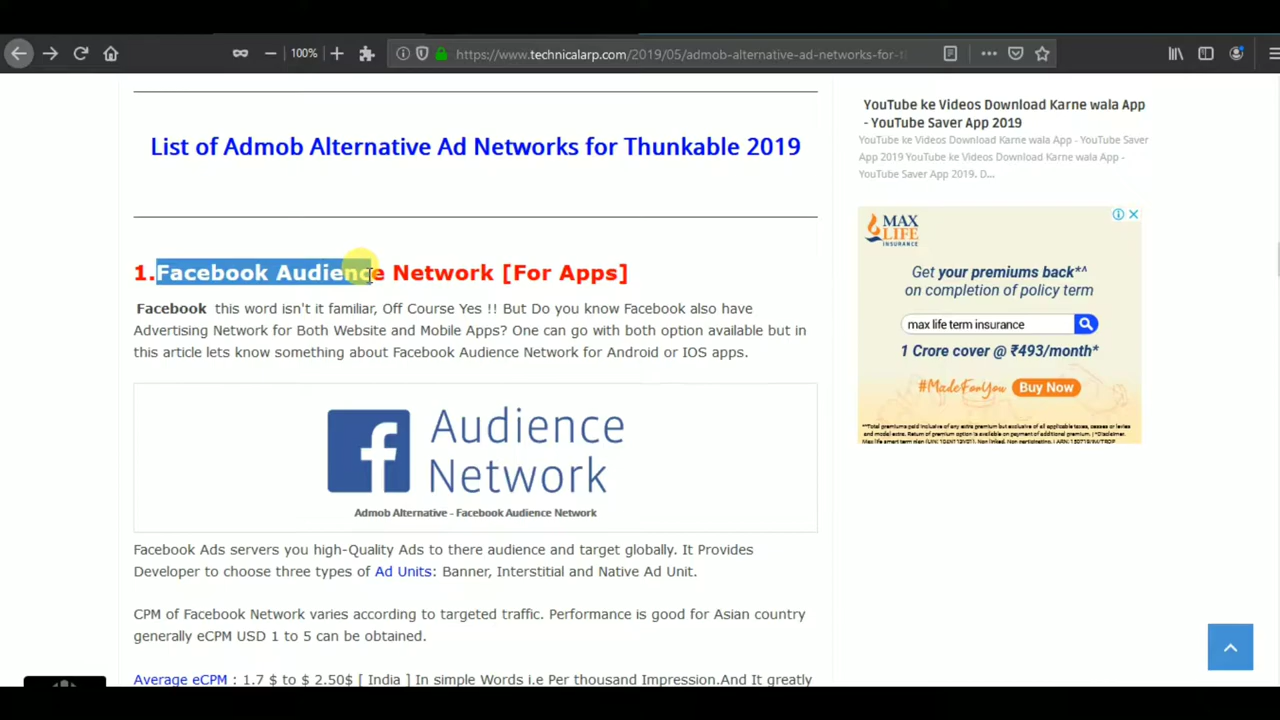 100%
https://www.technicalarp.com/2019/05/admob-alternative-ad-networks-for-t
List of Admob Alternative Ad Networks for Thunkable 2019
1.Facebook Audience Network [For Apps]
Facebook this word isn't it familiar, Off Course Yes !! But Do you know Facebook also have
Advertising Network for Both Website and Mobile Apps? One can go with both option available but in
this article lets know something about Facebook Audience Network for Android or IOS apps.
f Audience
Network
Admob Alternative - Facebook Audience Network
Facebook Ads servers you high-Quality Ads to there audience and target globally. It Provides
Developer to choose three types of Ad Units: Banner, Interstitial and Native Ad Unit.
CPM of Facebook Network varies according to targeted traffic. Performance is good for Asian country
generally eCPM USD 1 to 5 can be obtained.
Average eCPM : 1.7 $ to $ 2.50$ [ India ] In simple Words i.e Per thousand Impression.And It greatly
YouTube ke Videos Download Karne wala App
- YouTube Saver App 2019
YouTube ke Videos Download Karne wala App - YouTube Saver
App 2019 YouTube ke Videos Download Karne wala App -
YouTube Saver App 2019. D...
MAX
LIFE
INSURANCE
Get your premiums back*^
on completion of policy term
max life term insurance
1 Crore cover @ ₹493/month*
#MadeForYou Buy Now